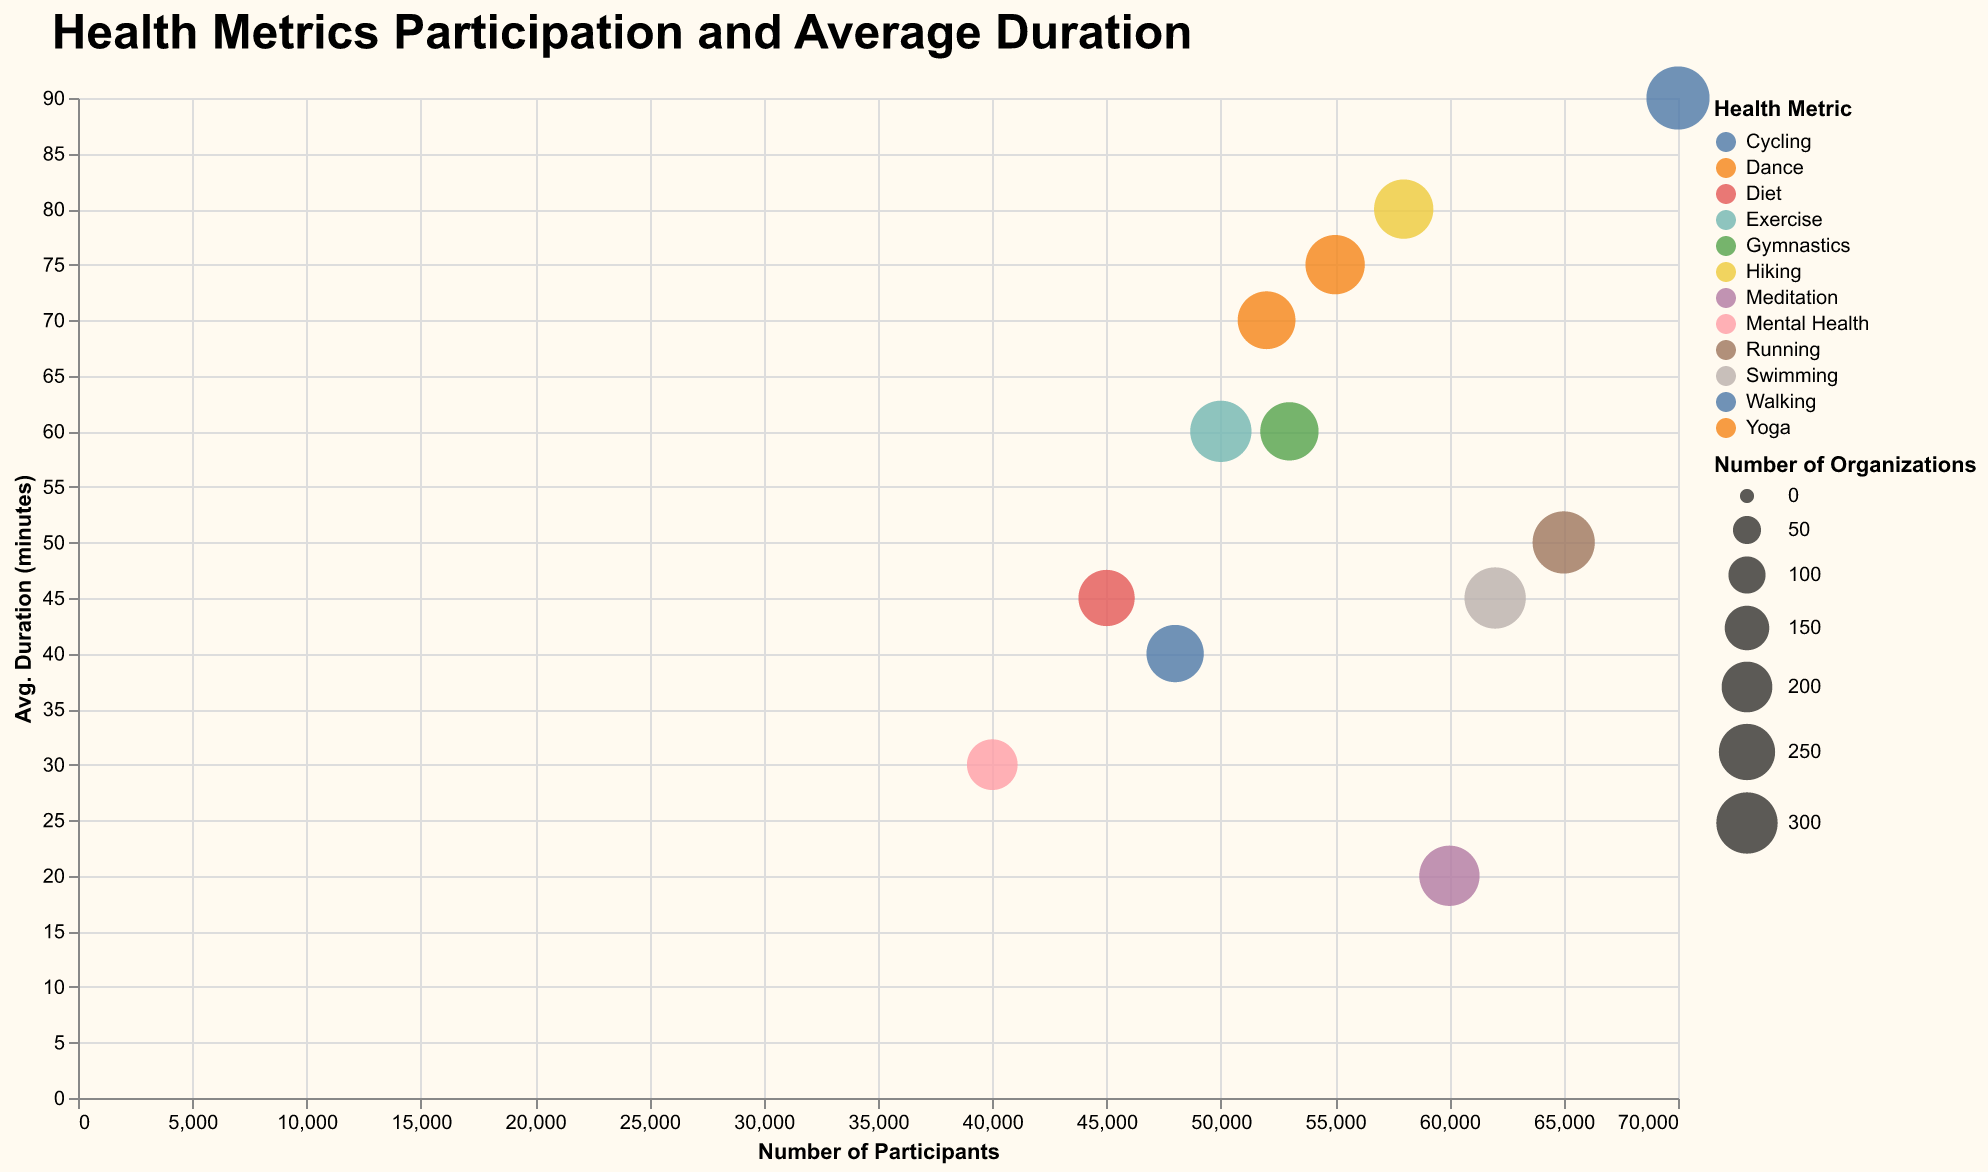 Health Metrics Participation and Average Duration
90
85
80
75
70
65
60
55
50
45
40
35
30
25
20
15
10
5
0
Avg. Duration (minutes)
0 5,000 10,000 15,000 20,000 25,000 30,000 35,000 40,000 45,000 50,000 55,000 60,000 65,000 70,000
Number of Participants
Health Metric
Cycling
Dance
Diet
Exercise
Gymnastics
Hiking
Meditation
Mental Health
Running
Swimming
Walking
Yoga
Number of Organizations
0
50
100
150
200
250
300